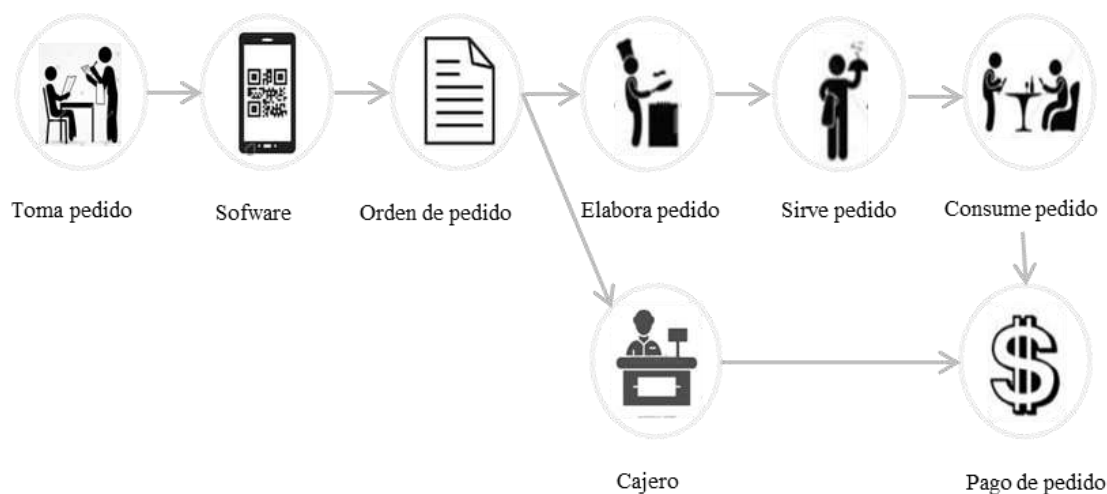 Toma pedido
Sofware
Orden de pedido
Elabora pedido
Sirve pedido
Consume pedido
Cajero
Pago de pedido